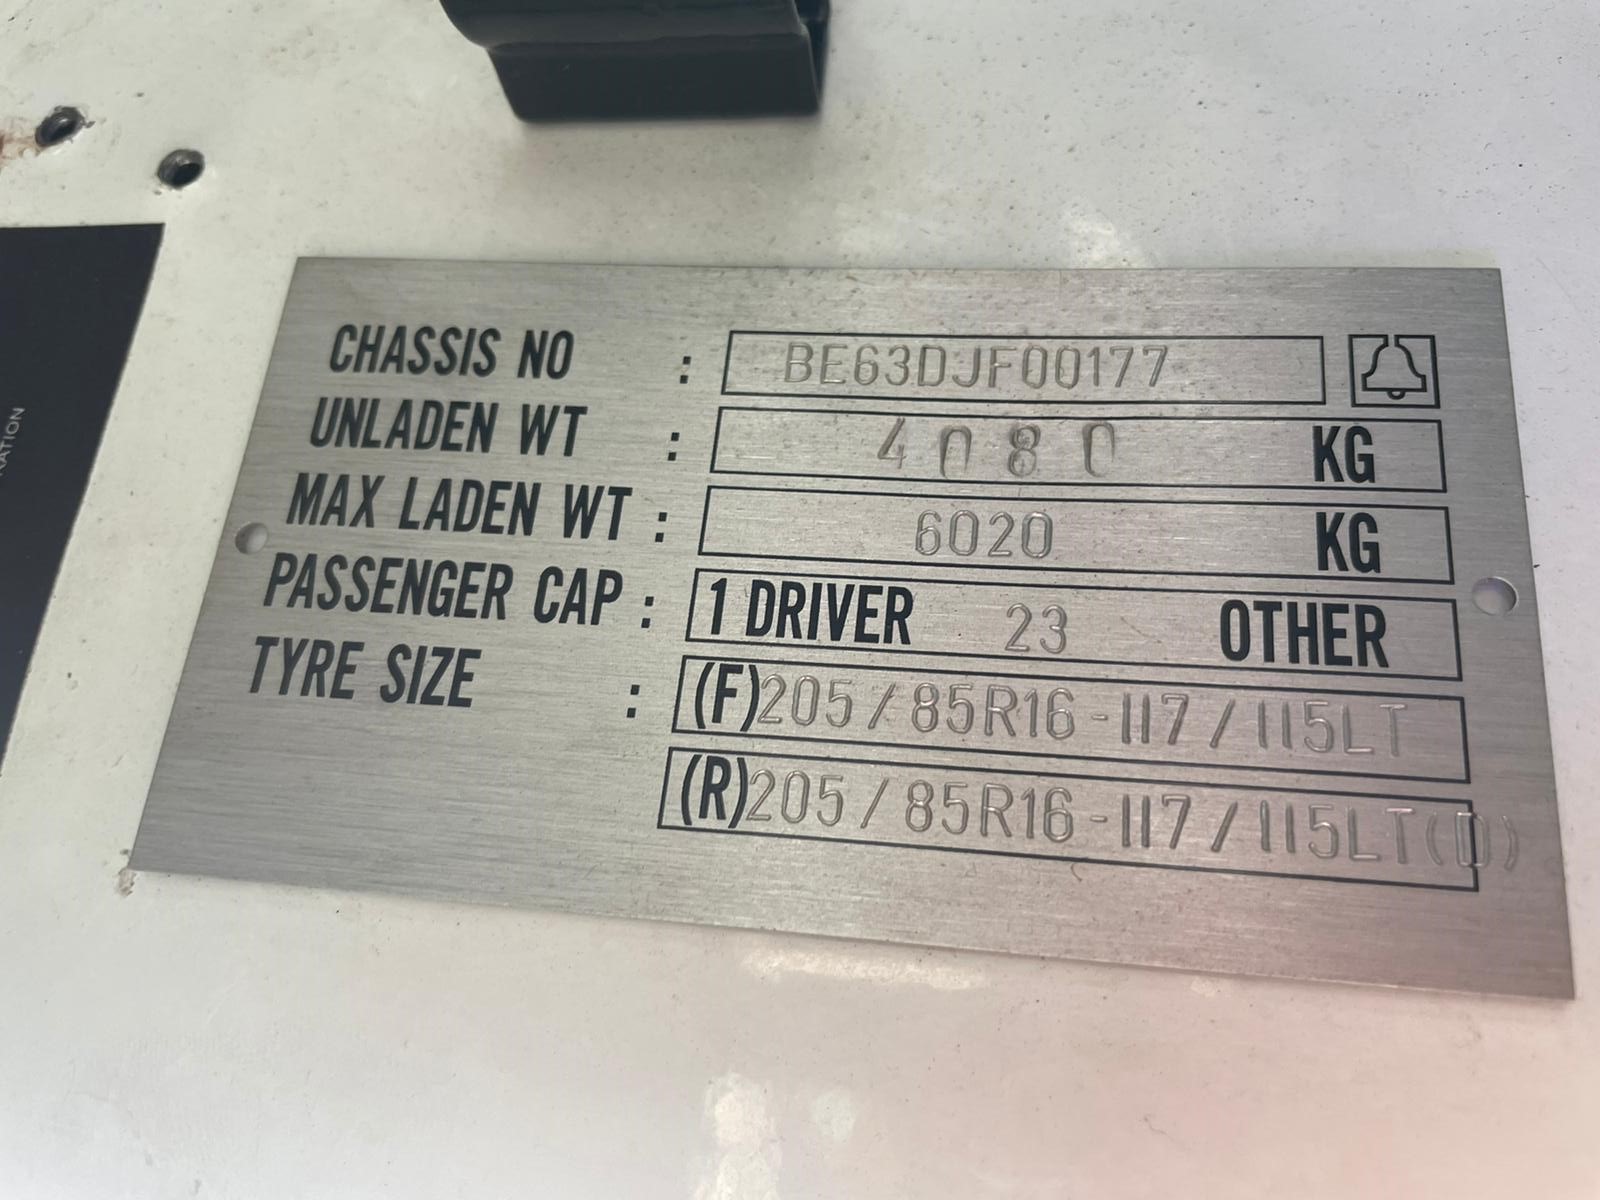 RATION
CHASSIS NO : BE63DJF00177
UNLADEN WT : 4080 KG
MAX LADEN WT : 6020 KG
PASSENGER CAP : 1 DRIVER 23 OTHER
TYRE SIZE : (F)205/85R16-117/115LT
(R)205/85R16-117/115LT(D)